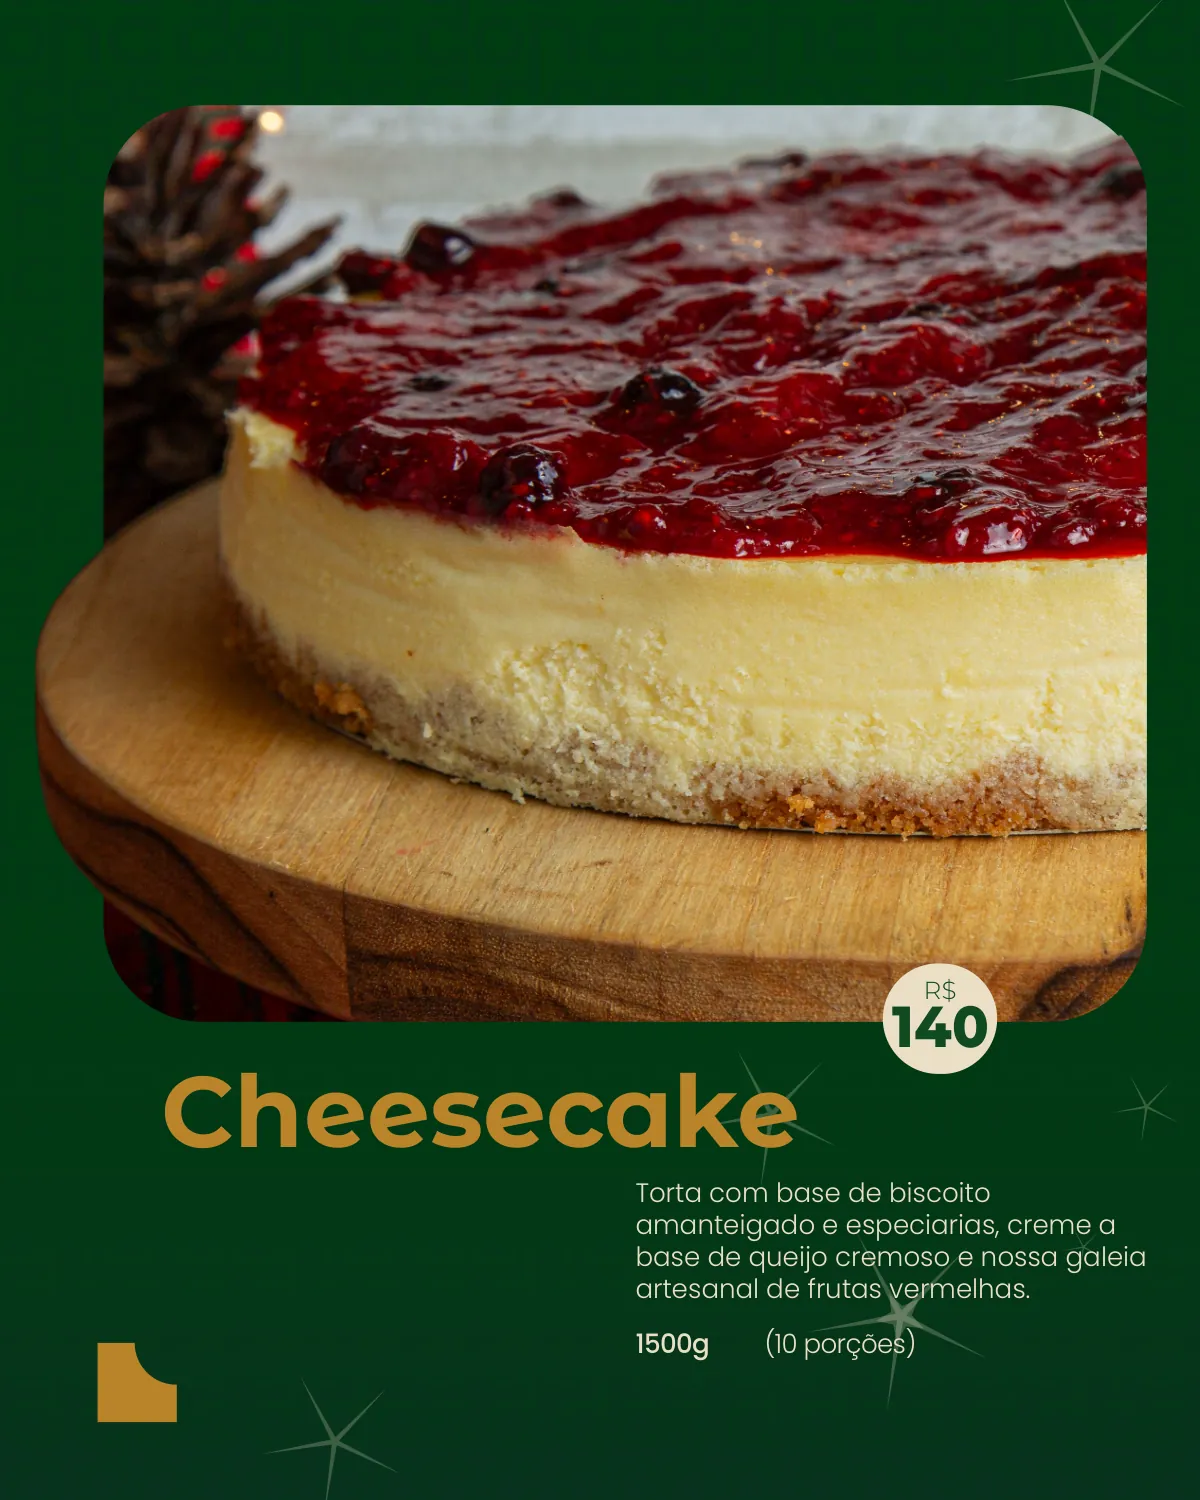 R$
140
Cheesecake
Torta com base de biscoito
amanteigado e especiarias, creme a
base de queijo cremoso e nossa galeia
artesanal de frutas vermelhas.
1500g (10 porções)